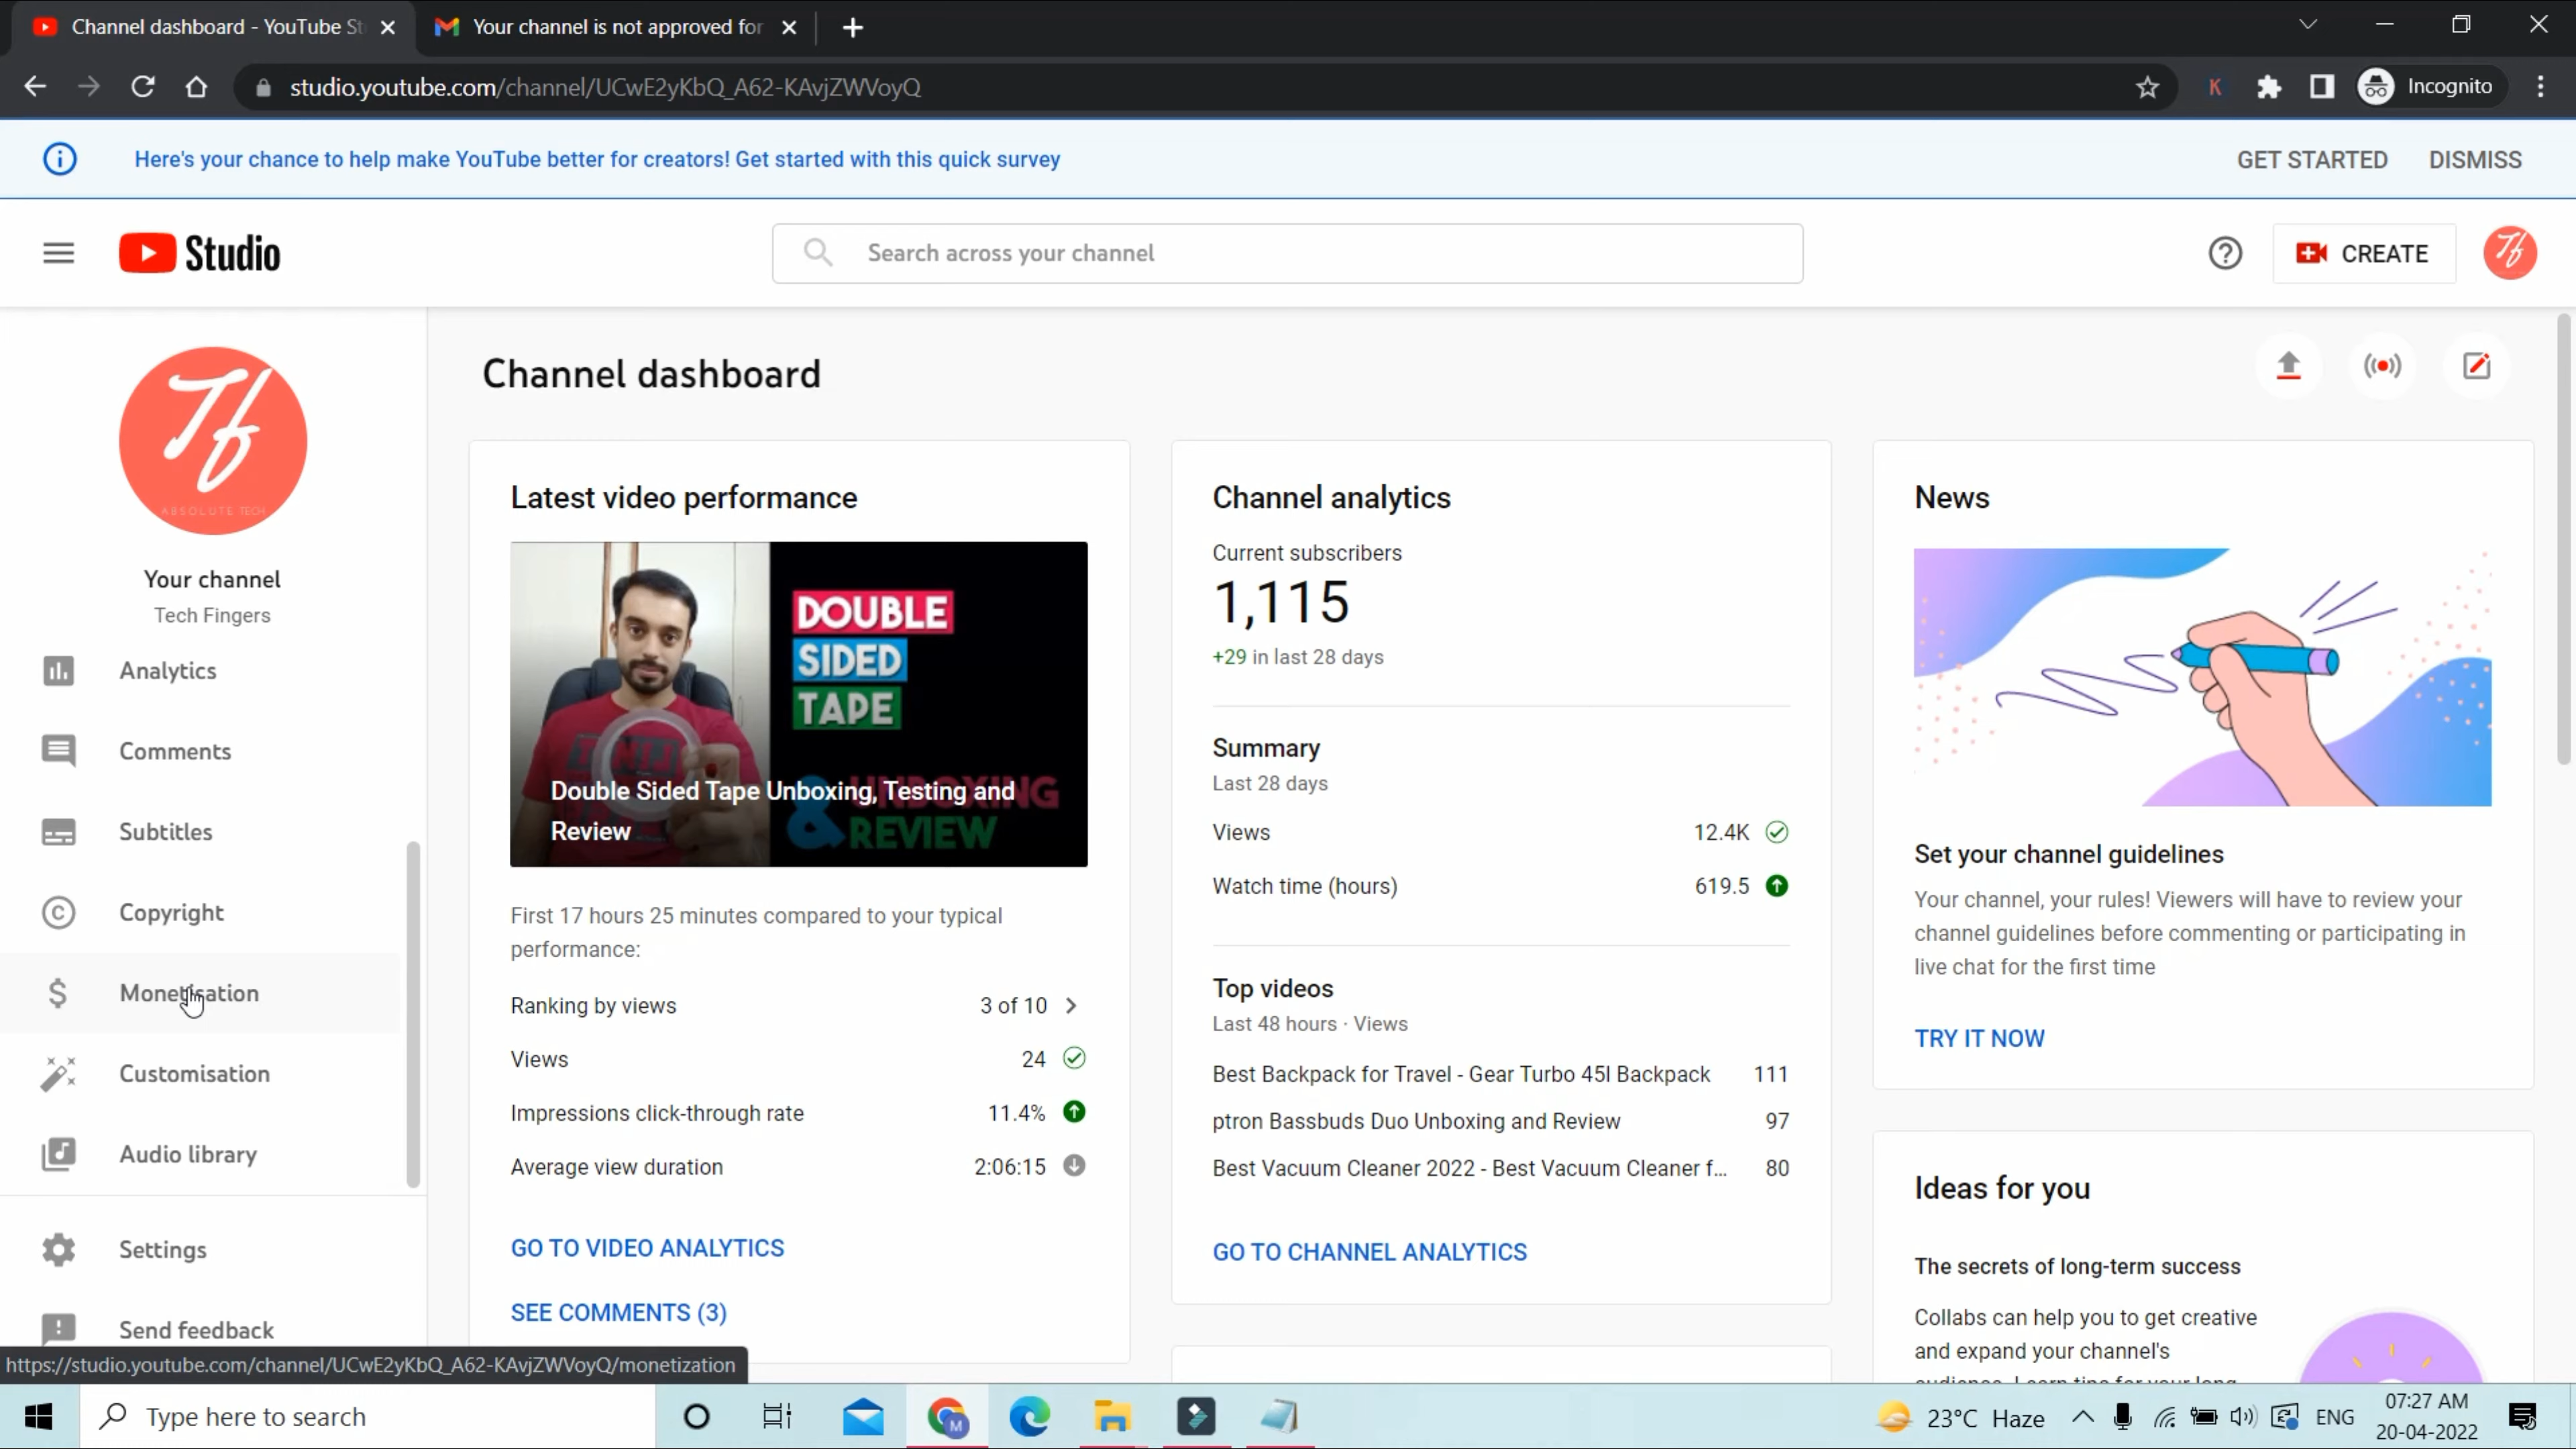 Channel dashboard - YouTube St
Your channel is not approved for
studio.youtube.com/channel/UCwE2yKbQ_A62-KAvjZWVoyQ
K
Incognito
Here's your chance to help make YouTube better for creators! Get started with this quick survey
GET STARTED
DISMISS
Studio
Search across your channel
CREATE
Tf
Tf
ABSOLUTE TECH
Your channel
Tech Fingers
Analytics
Comments
Subtitles
Copyright
Monetisation
Customisation
Audio library
Settings
Send feedback
https://studio.youtube.com/channel/UCwE2yKbQ_A62-KAvjZWVoyQ/monetization
Channel dashboard
Latest video performance
DOUBLE
SIDED
TAPE
& UNBOXING
REVIEW
Double Sided Tape Unboxing, Testing and
Review
First 17 hours 25 minutes compared to your typical
performance:
Ranking by views 3 of 10
Views 24
Impressions click-through rate 11.4%
Average view duration 2:06:15
GO TO VIDEO ANALYTICS
SEE COMMENTS (3)
Channel analytics
Current subscribers
1,115
+29 in last 28 days
Summary
Last 28 days
Views 12.4K
Watch time (hours) 619.5
Top videos
Last 48 hours · Views
Best Backpack for Travel - Gear Turbo 45l Backpack 111
ptron Bassbuds Duo Unboxing and Review 97
Best Vacuum Cleaner 2022 - Best Vacuum Cleaner f... 80
GO TO CHANNEL ANALYTICS
News
Set your channel guidelines
Your channel, your rules! Viewers will have to review your
channel guidelines before commenting or participating in
live chat for the first time
TRY IT NOW
Ideas for you
The secrets of long-term success
Collabs can help you to get creative
and expand your channel's
Type here to search
M
23°C Haze
ENG
07:27 AM
20-04-2022